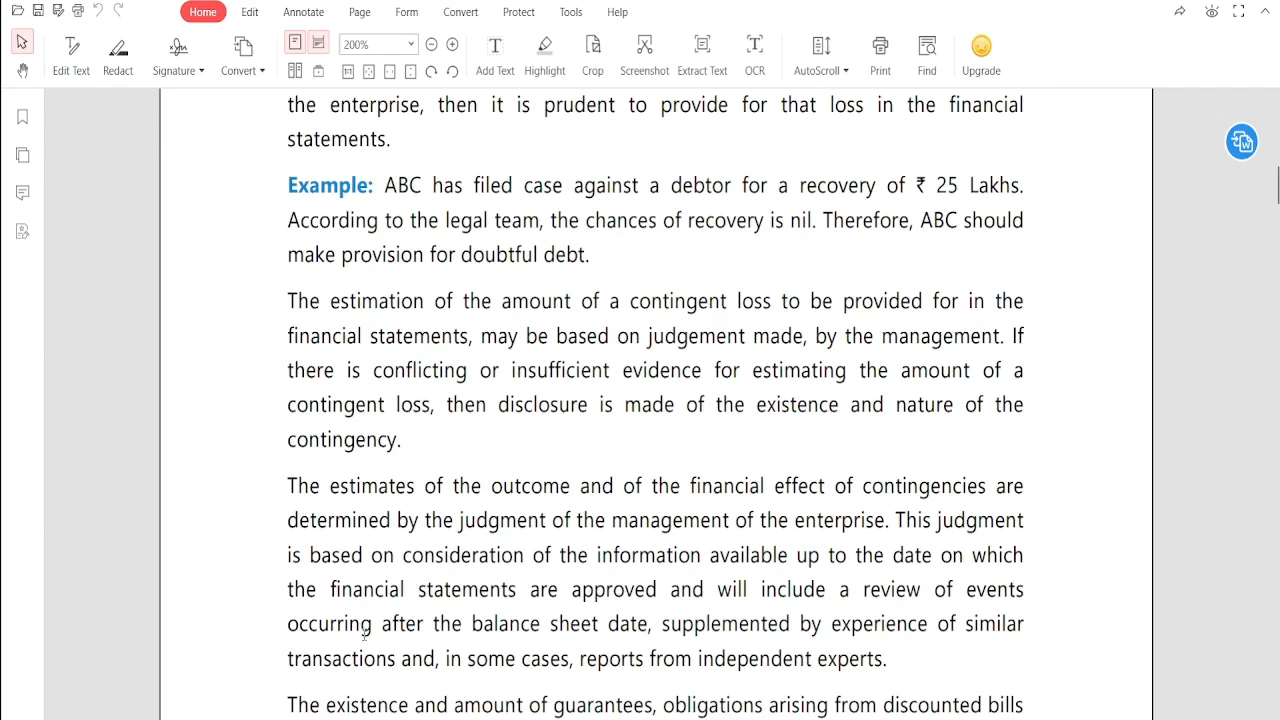 Home Edit Annotate Page Form Convert Protect Tools Help
200%
Edit Text Redact Signature Convert Add Text Highlight Crop Screenshot Extract Text OCR AutoScroll Print Find Upgrade
the enterprise, then it is prudent to provide for that loss in the financial
statements.
Example: ABC has filed case against a debtor for a recovery of ₹ 25 Lakhs.
According to the legal team, the chances of recovery is nil. Therefore, ABC should
make provision for doubtful debt.
The estimation of the amount of a contingent loss to be provided for in the
financial statements, may be based on judgement made, by the management. If
there is conflicting or insufficient evidence for estimating the amount of a
contingent loss, then disclosure is made of the existence and nature of the
contingency.
The estimates of the outcome and of the financial effect of contingencies are
determined by the judgment of the management of the enterprise. This judgment
is based on consideration of the information available up to the date on which
the financial statements are approved and will include a review of events
occurring after the balance sheet date, supplemented by experience of similar
transactions and, in some cases, reports from independent experts.
The existence and amount of guarantees, obligations arising from discounted bills